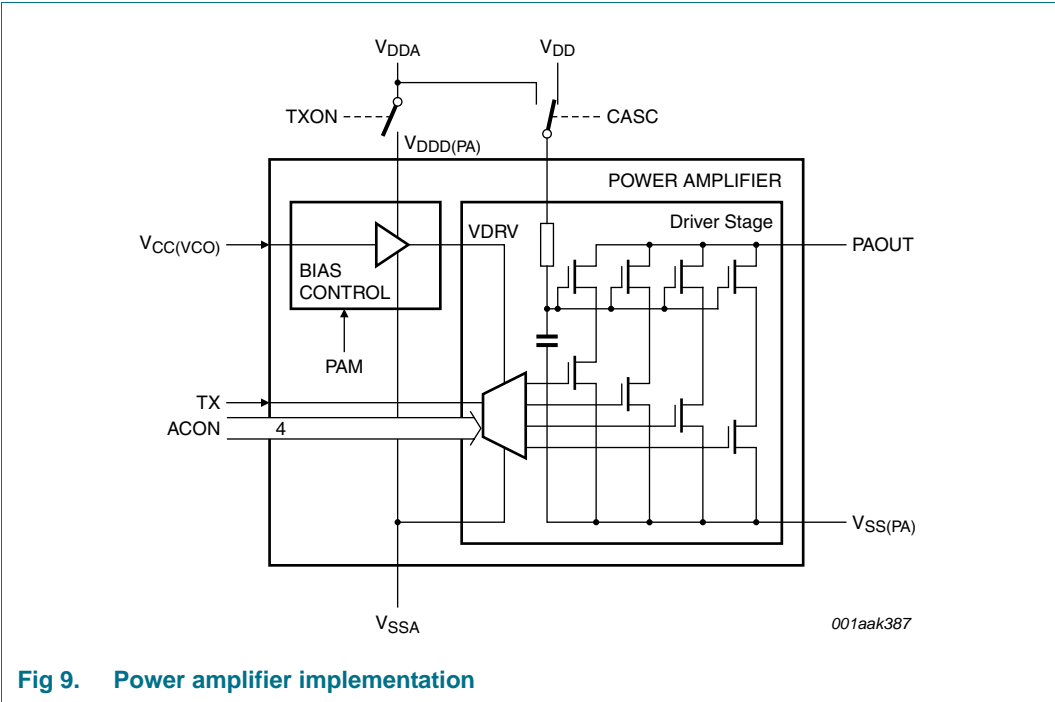 VDDA VDD
TXON CASC
VDDD(PA)
POWER AMPLIFIER
Driver Stage
VCC(VCO) VDRV PAOUT
BIAS
CONTROL
PAM
TX
ACON 4
VSS(PA)
VSSA
001aak387
Fig 9. Power amplifier implementation